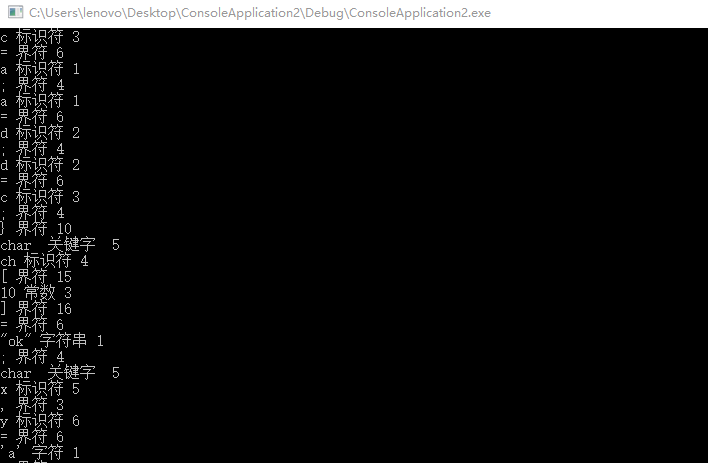 C:\Users\lenovo\Desktop\ConsoleApplication2\Debug\ConsoleApplication2.exe
c 标识符 3
= 界符 6
a 标识符 1
; 界符 4
a 标识符 1
= 界符 6
d 标识符 2
; 界符 4
d 标识符 2
= 界符 6
c 标识符 3
; 界符 4
} 界符 10
char  关键字  5
ch 标识符 4
[ 界符 15
10 常数 3
] 界符 16
= 界符 6
"ok" 字符串 1
; 界符 4
char  关键字  5
x 标识符 5
, 界符 3
y 标识符 6
= 界符 6
'a' 字符 1